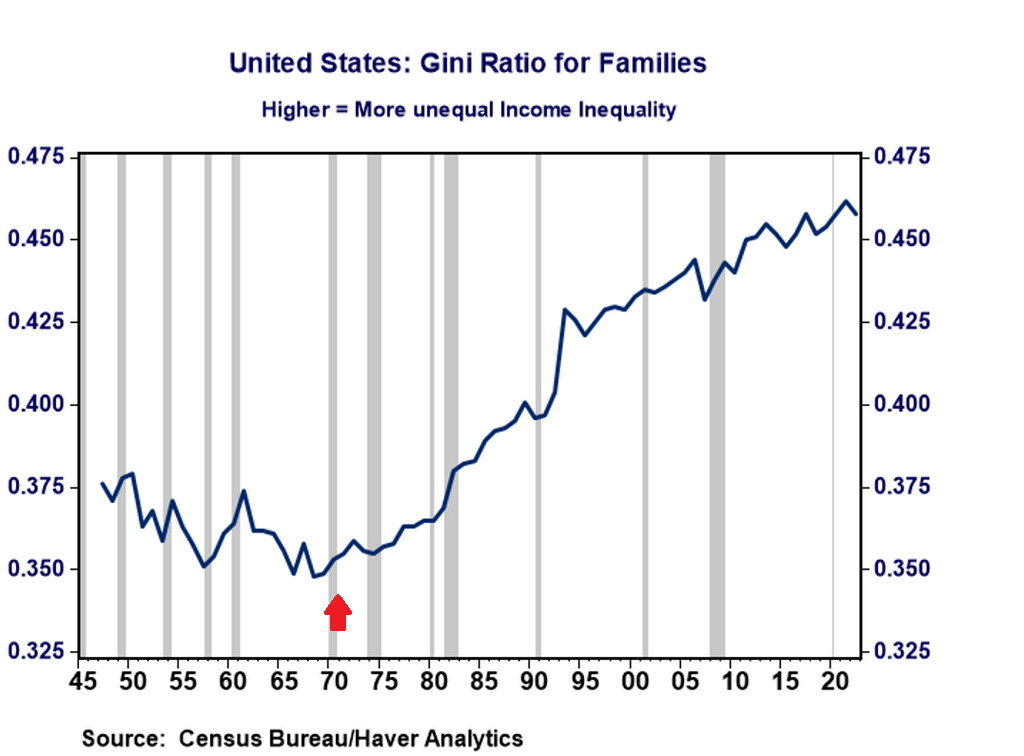 United States: Gini Ratio for Families
Higher = More unequal Income Inequality
0.475 0.475
0.450 0.450
0.425 0.425
0.400 0.400
0.375 0.375
0.350 0.350
0.325 0.325
45 50 55 60 65 70 75 80 85 90 95 00 05 10 15 20
Source: Census Bureau/Haver Analytics